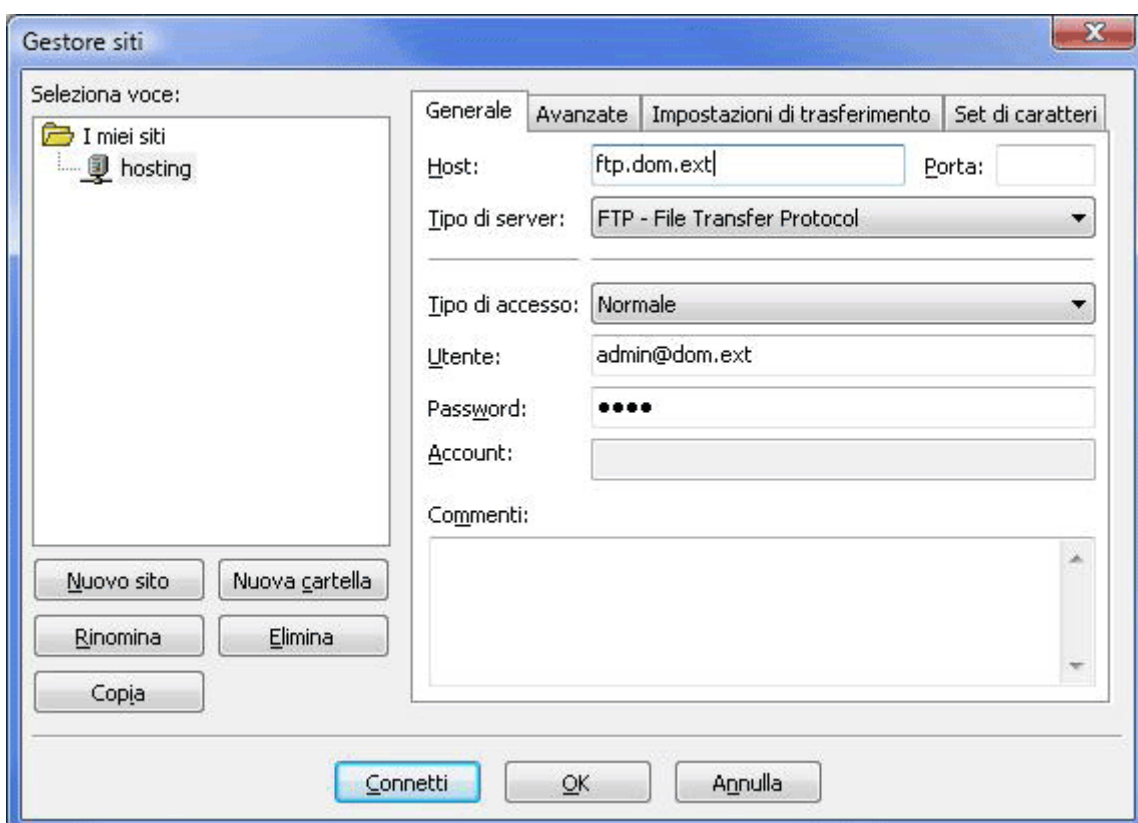 Gestore siti
Seleziona voce:
I miei siti
hosting
Nuovo sito
Nuova cartella
Rinomina
Elimina
Copia
Generale
Avanzate
Impostazioni di trasferimento
Set di caratteri
Host:
ftp.dom.ext
Porta:
Tipo di server:
FTP - File Transfer Protocol
Tipo di accesso:
Normale
Utente:
admin@dom.ext
Password:
••••
Account:
Commenti:
Connetti
OK
Annulla